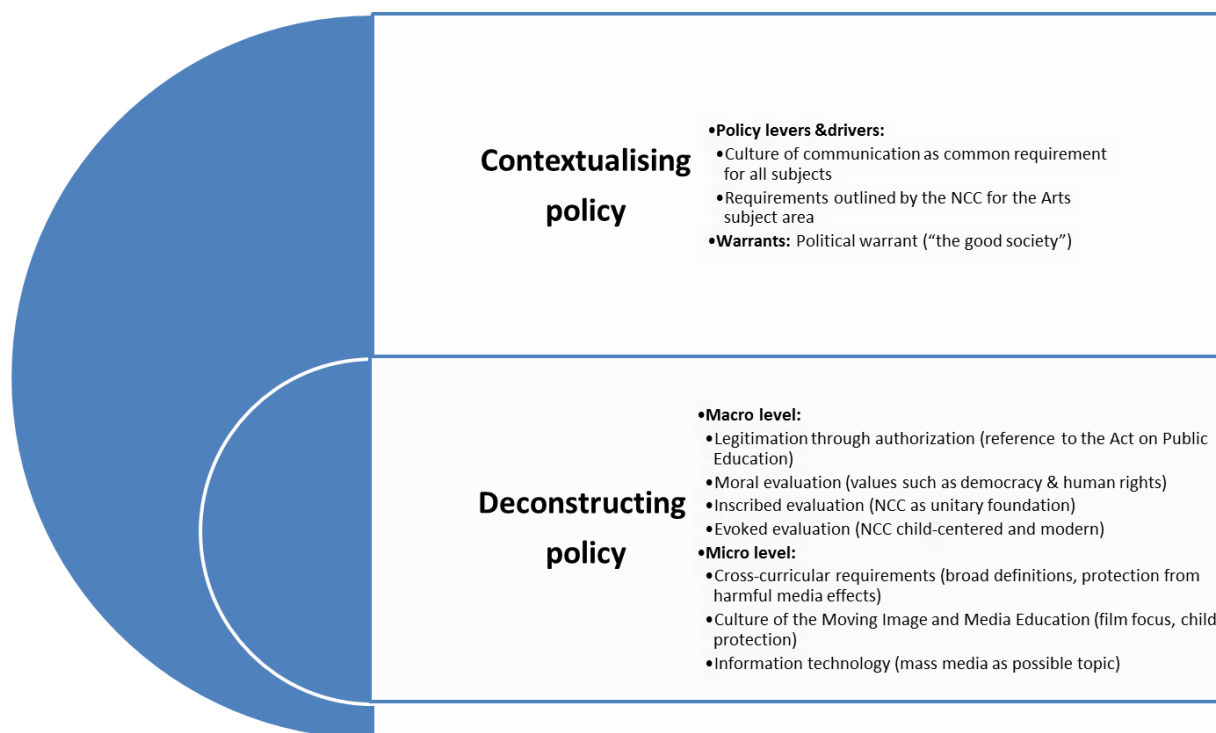 Contextualising
policy
•Policy levers &drivers:
•Culture of communication as common requirement
for all subjects
•Requirements outlined by the NCC for the Arts
subject area
•Warrants: Political warrant (“the good society”)
Deconstructing
policy
•Macro level:
•Legitimation through authorization (reference to the Act on Public
Education)
•Moral evaluation (values such as democracy & human rights)
•Inscribed evaluation (NCC as unitary foundation)
•Evoked evaluation (NCC child-centered and modern)
•Micro level:
•Cross-curricular requirements (broad definitions, protection from
harmful media effects)
•Culture of the Moving Image and Media Education (film focus, child
protection)
•Information technology (mass media as possible topic)